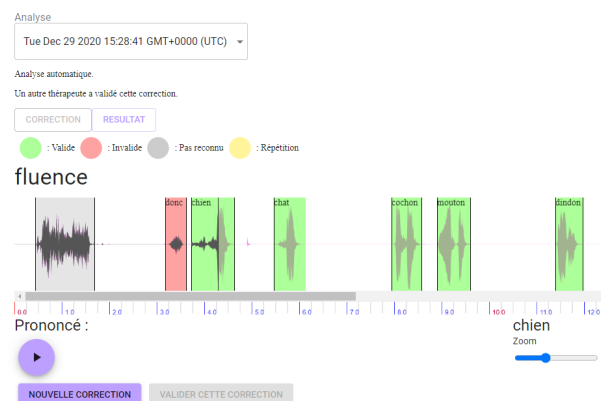 Analyse
Tue Dec 29 2020 15:28:41 GMT+0000 (UTC)
Analyse automatique.
Un autre thérapeute a validé cette correction.
CORRECTION RESULTAT
: Valide : Invalide : Pas reconnu : Répétition
fluence
donc chien chat cochon mouton dindon
0.0 1.0 2.0 3.0 4.0 5.0 6.0 7.0 8.0 9.0 10.0 11.0 12.0
Prononcé : chien
Zoom
NOUVELLE CORRECTION VALIDER CETTE CORRECTION